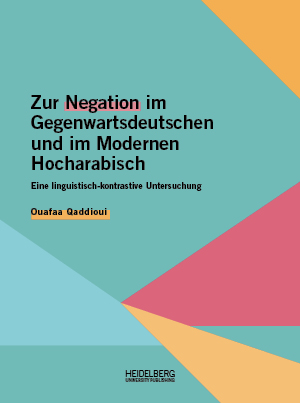 Zur Negation im
Gegenwartsdeutschen
und im Modernen
Hocharabisch
Eine linguistisch-kontrastive Untersuchung
Ouafaa Qaddioui
HEIDELBERG
UNIVERSITY PUBLISHING